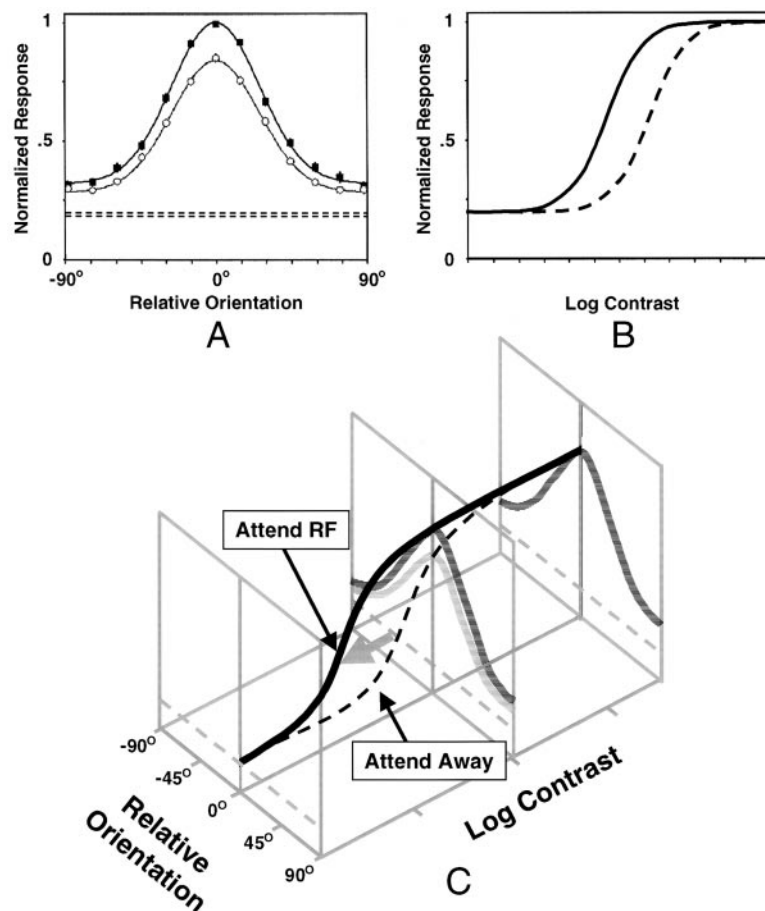 1
.5
0
Normalized Response
-90°
0°
90°
Relative Orientation
A
1
.5
0
Normalized Response
Log Contrast
B
Attend RF
Attend Away
-90°
-45°
0°
45°
90°
Relative
Orientation
Log Contrast
C